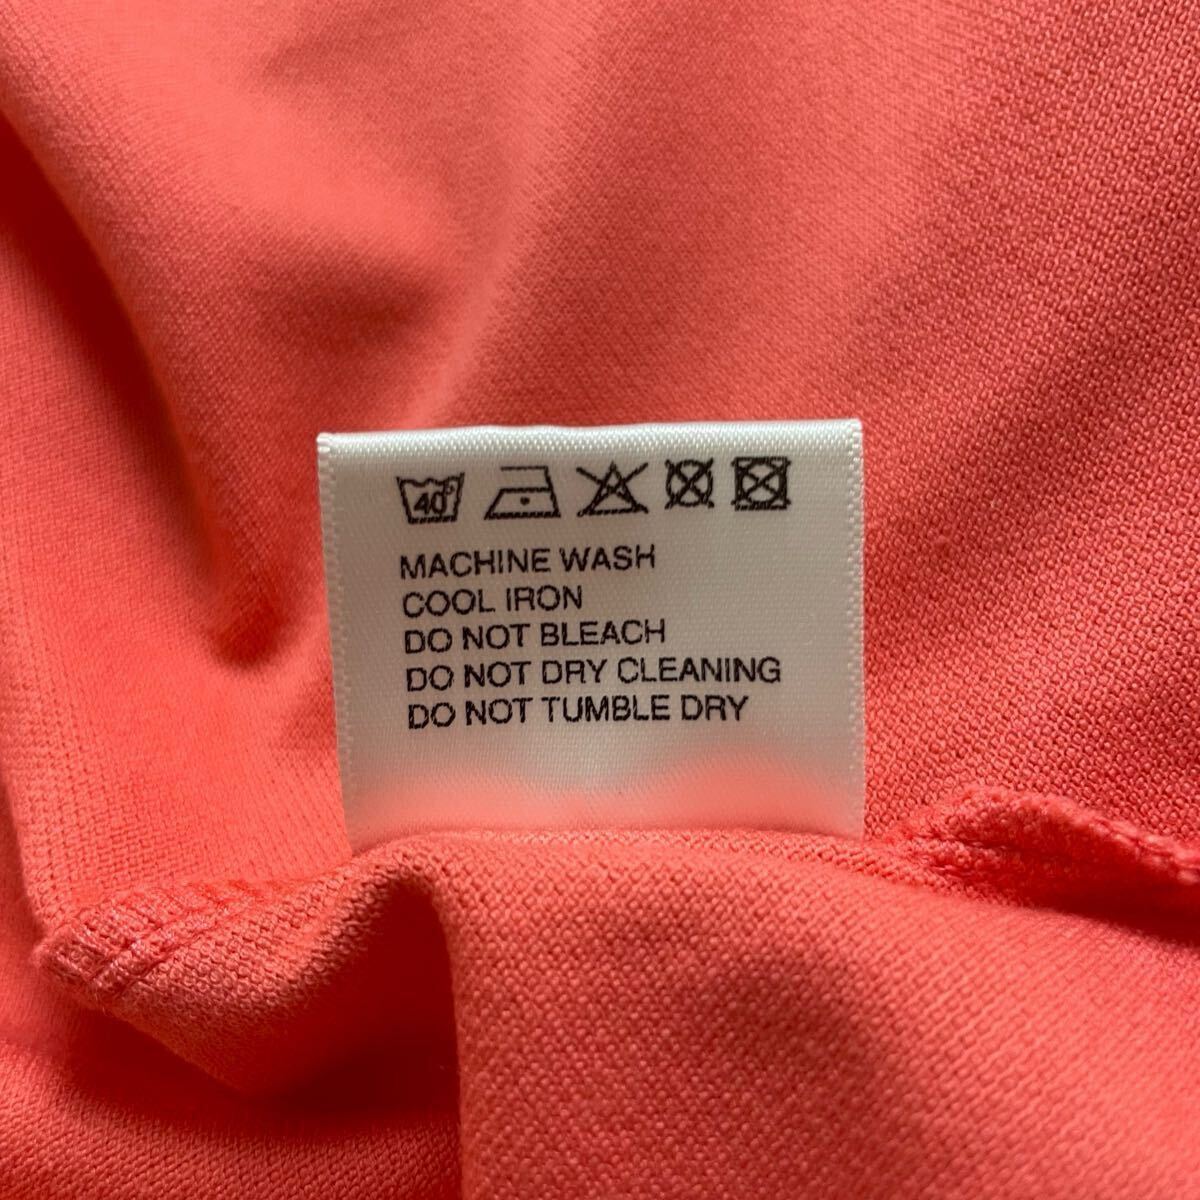 40°
MACHINE WASH
COOL IRON
DO NOT BLEACH
DO NOT DRY CLEANING
DO NOT TUMBLE DRY